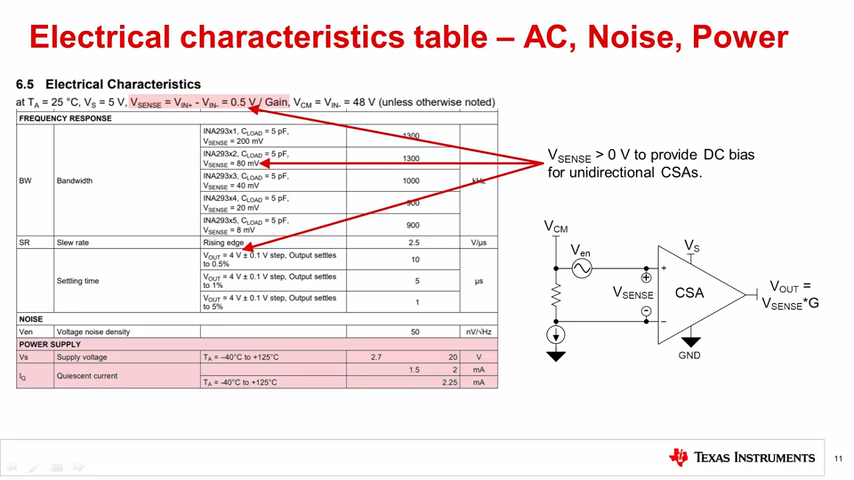 Electrical characteristics table – AC, Noise, Power
6.5 Electrical Characteristics
at TA = 25 °C, VS = 5 V, VSENSE = VIN+ - VIN- = 0.5 V / Gain, VCM = VIN- = 48 V (unless otherwise noted)
FREQUENCY RESPONSE
BW Bandwidth
INA293x1, CLOAD = 5 pF,
VSENSE = 200 mV
1300
INA293x2, CLOAD = 5 pF,
VSENSE = 80 mV
1300
INA293x3, CLOAD = 5 pF,
VSENSE = 40 mV
1000
kHz
INA293x4, CLOAD = 5 pF,
VSENSE = 20 mV
900
INA293x5, CLOAD = 5 pF,
VSENSE = 8 mV
900
SR Slew rate Rising edge 2.5 V/µs
Settling time
VOUT = 4 V ± 0.1 V step, Output settles
to 0.5%
10
VOUT = 4 V ± 0.1 V step, Output settles
to 1%
5
µs
VOUT = 4 V ± 0.1 V step, Output settles
to 5%
1
NOISE
Ven Voltage noise density 50 nV/√Hz
POWER SUPPLY
Vs Supply voltage TA = –40°C to +125°C 2.7 20 V
IQ Quiescent current 1.5 2 mA
TA = -40°C to +125°C 2.25 mA
VSENSE > 0 V to provide DC bias
for unidirectional CSAs.
VCM
Ven
VS
+
+
VSENSE
CSA
VOUT =
VSENSE*G
-
-
GND
TEXAS INSTRUMENTS
11